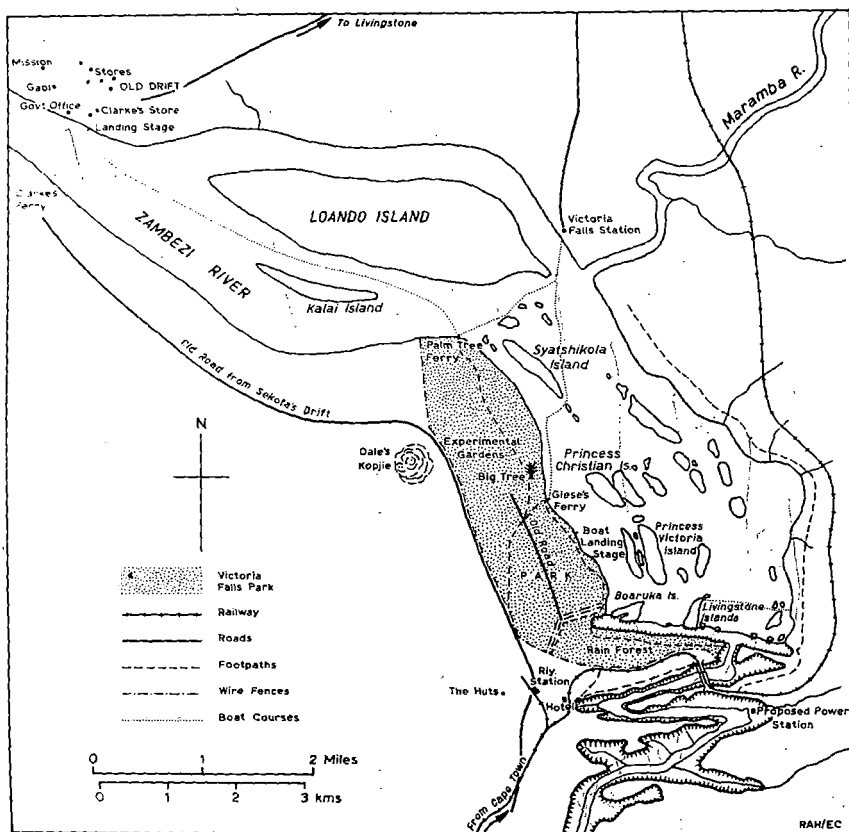 To Livingstone
Mission
Stores
OLD DRIFT
Gabi
Govt Office
Clarke's Store
Landing Stage
Maramba R.
Ferry
LOANDO ISLAND
Victoria
Falls Station
ZAMBEZI RIVER
Kalai Island
Palm Tree
Ferry
Syatshikola
Island
Old Road from Sekota's Drift
N
Dale's
Kopjie
Experimental
Gardens
Big Tree
Princess
Christian Is.
Giese's
Ferry
Old Road
Boat
Landing
Stage
Princess
Victoria
Island
PARK
Boaruka Is.
Livingstone
Islands
Rain Forest
Victoria
Falls Park
Railway
Roads
Footpaths
Wire Fences
Boat Courses
The Huts
Rly.
Station
Hotel
Proposed Power
Station
0 1 2 Miles
0 1 2 3 kms
From Cape Town
RAH/EC